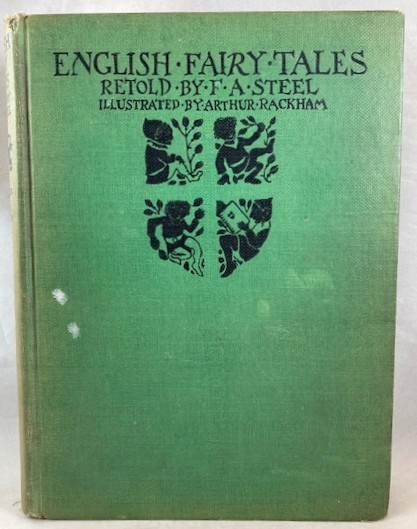 ENGLISH·FAIRY·TALES
RETOLD·BY·F·A·STEEL
ILLUSTRATED·BY·ARTHUR·RACKHAM